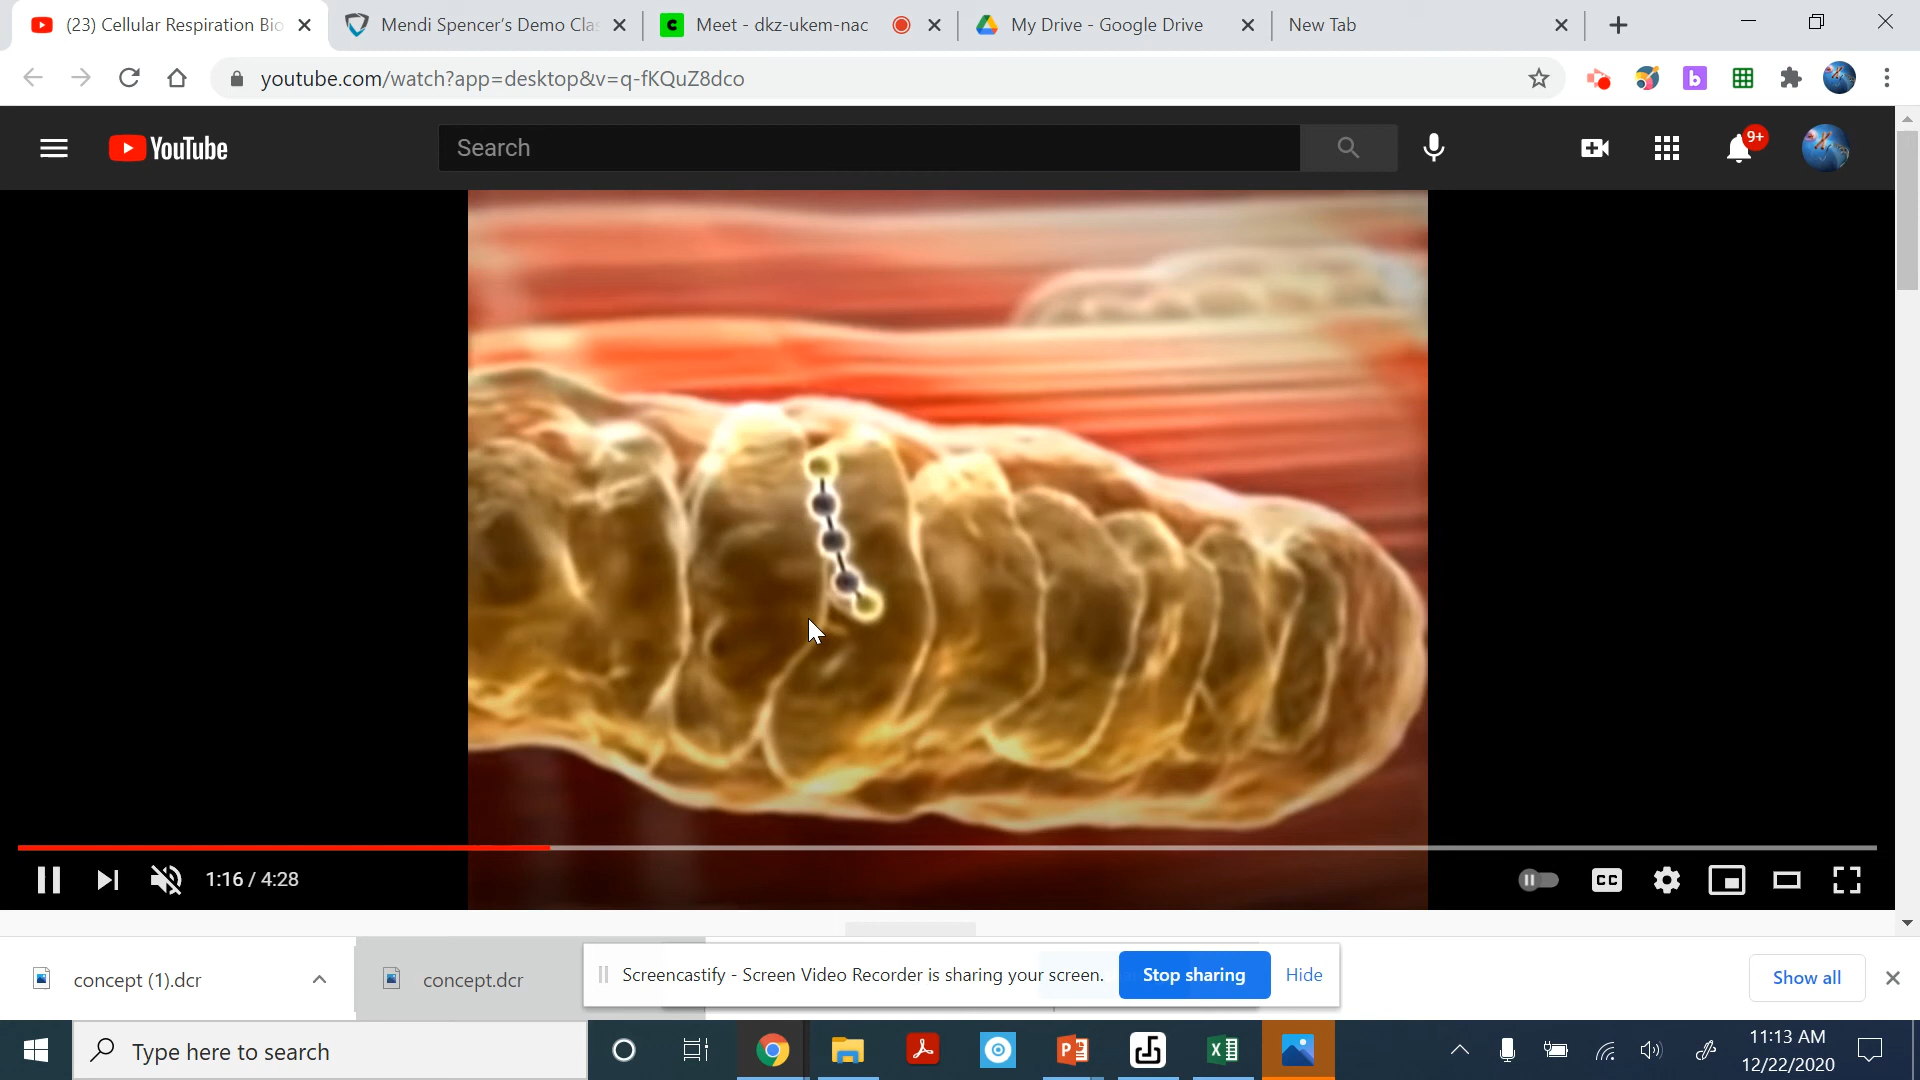 (23) Cellular Respiration Bio
Mendi Spencer's Demo Clas
Meet - dkz-ukem-nac
My Drive - Google Drive
New Tab
youtube.com/watch?app=desktop&v=q-fKQuZ8dco
b
YouTube
Search
9+
1:16 / 4:28
CC
concept (1).dcr
concept.dcr
Screencastify - Screen Video Recorder is sharing your screen.
Stop sharing
Hide
Show all
Type here to search
11:13 AM
12/22/2020